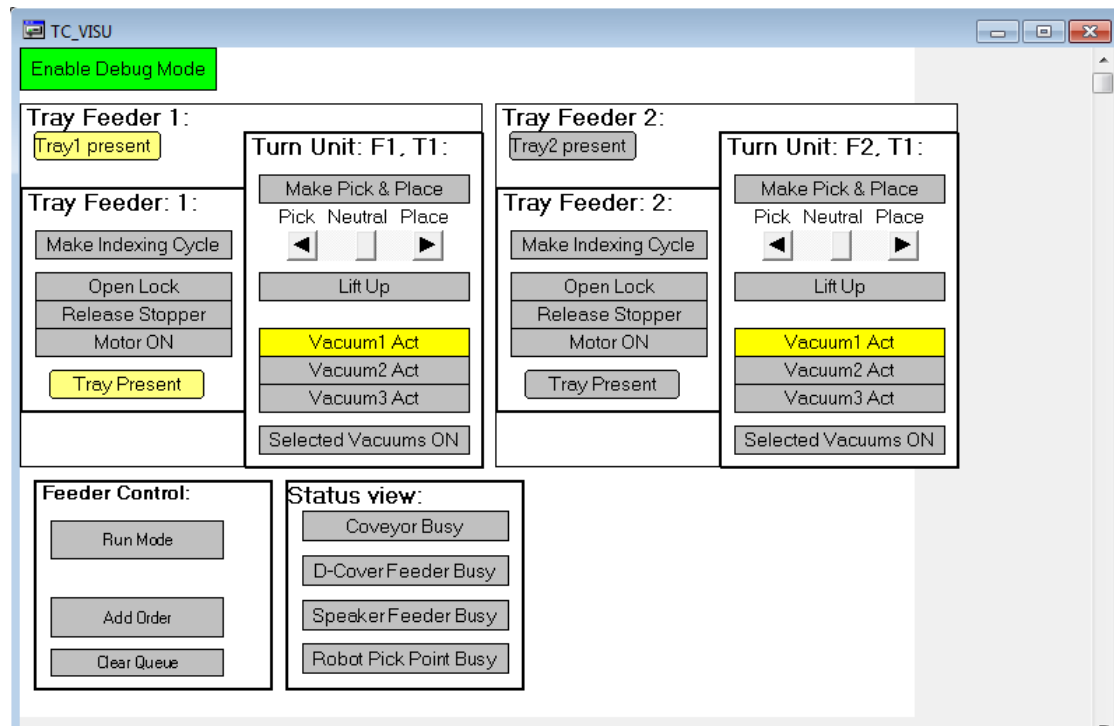 TC_VISU
Enable Debug Mode
Tray Feeder 1:
Tray1 present
Turn Unit: F1, T1:
Make Pick & Place
Pick Neutral Place
Lift Up
Vacuum1 Act
Vacuum2 Act
Vacuum3 Act
Selected Vacuums ON
Tray Feeder: 1:
Make Indexing Cycle
Open Lock
Release Stopper
Motor ON
Tray Present
Tray Feeder 2:
Tray2 present
Turn Unit: F2, T1:
Make Pick & Place
Pick Neutral Place
Lift Up
Vacuum1 Act
Vacuum2 Act
Vacuum3 Act
Selected Vacuums ON
Tray Feeder: 2:
Make Indexing Cycle
Open Lock
Release Stopper
Motor ON
Tray Present
Feeder Control:
Run Mode
Add Order
Clear Queue
Status view:
Coveyor Busy
D-Cover Feeder Busy
Speaker Feeder Busy
Robot Pick Point Busy